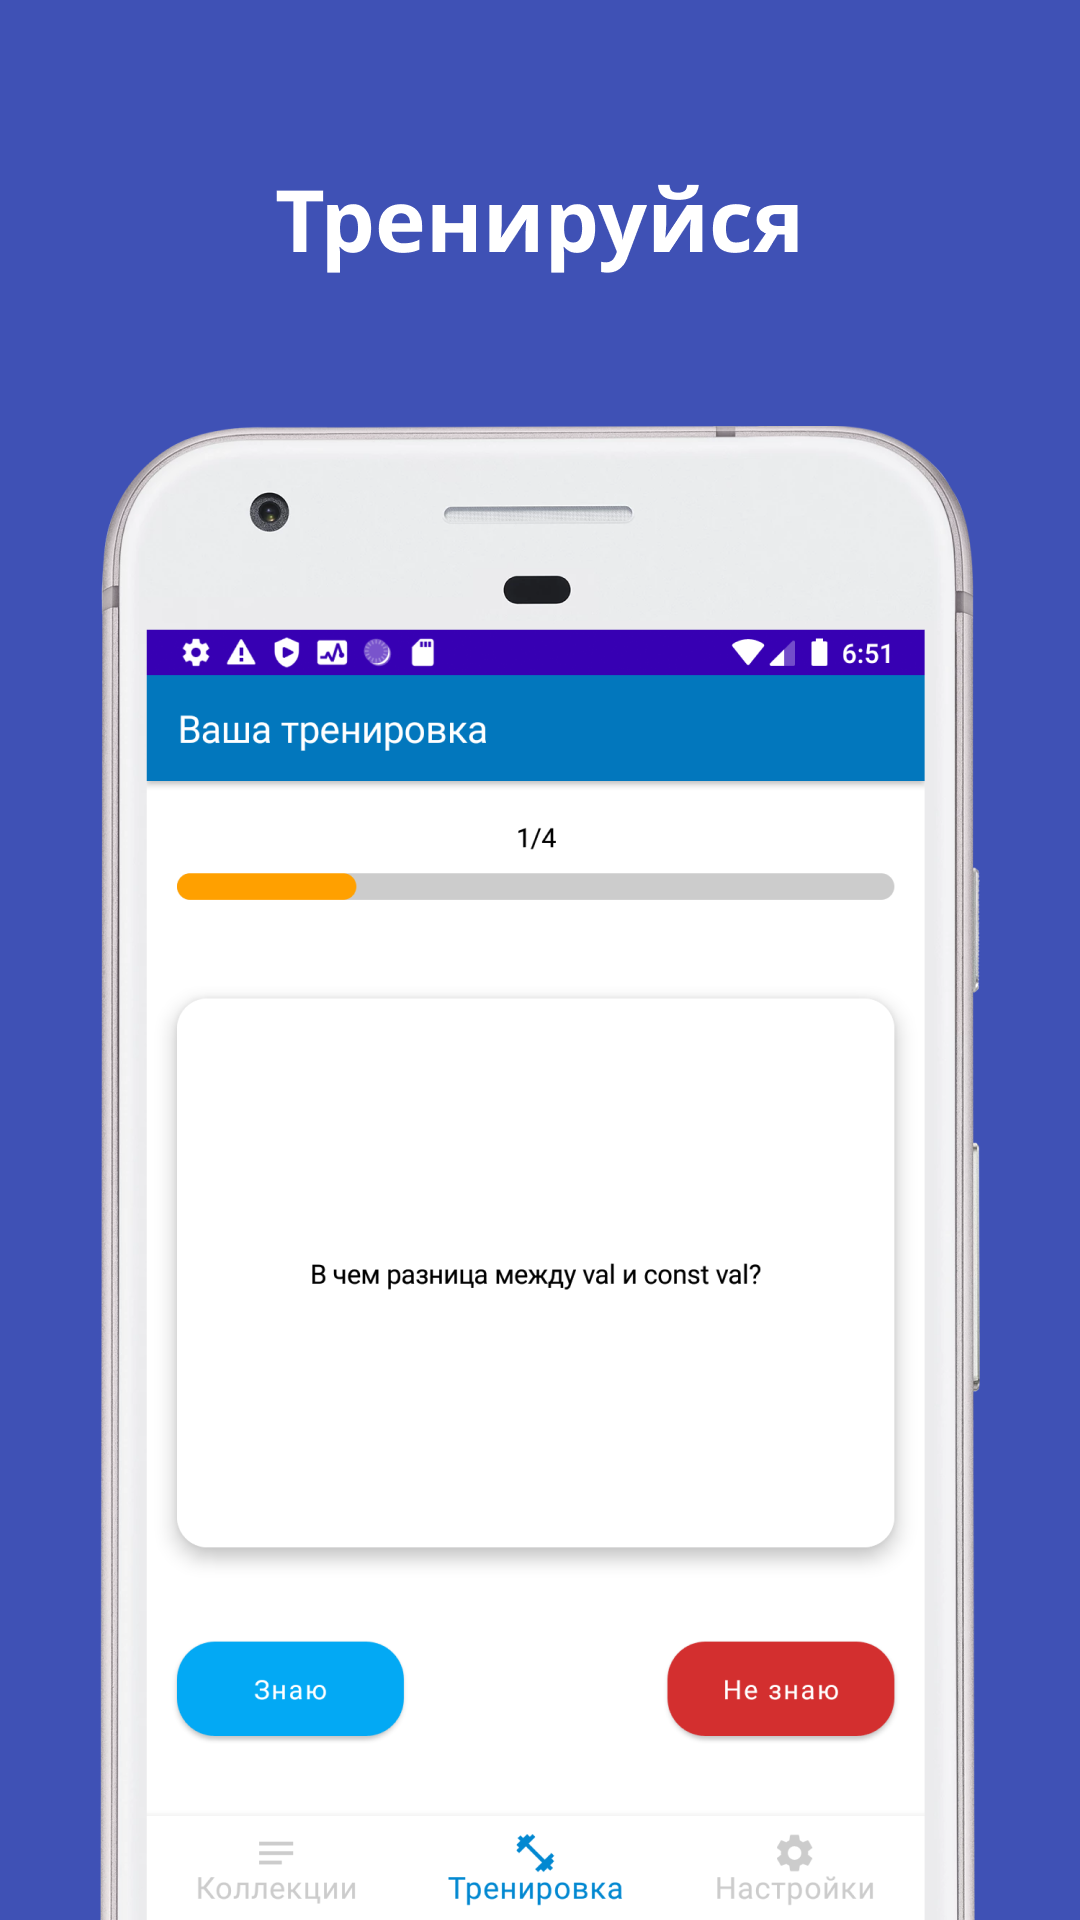 Тренируйся
6:51
Ваша тренировка
1/4
В чем разница между val и const val?
Знаю
Не знаю
Коллекции
Тренировка
Настройки